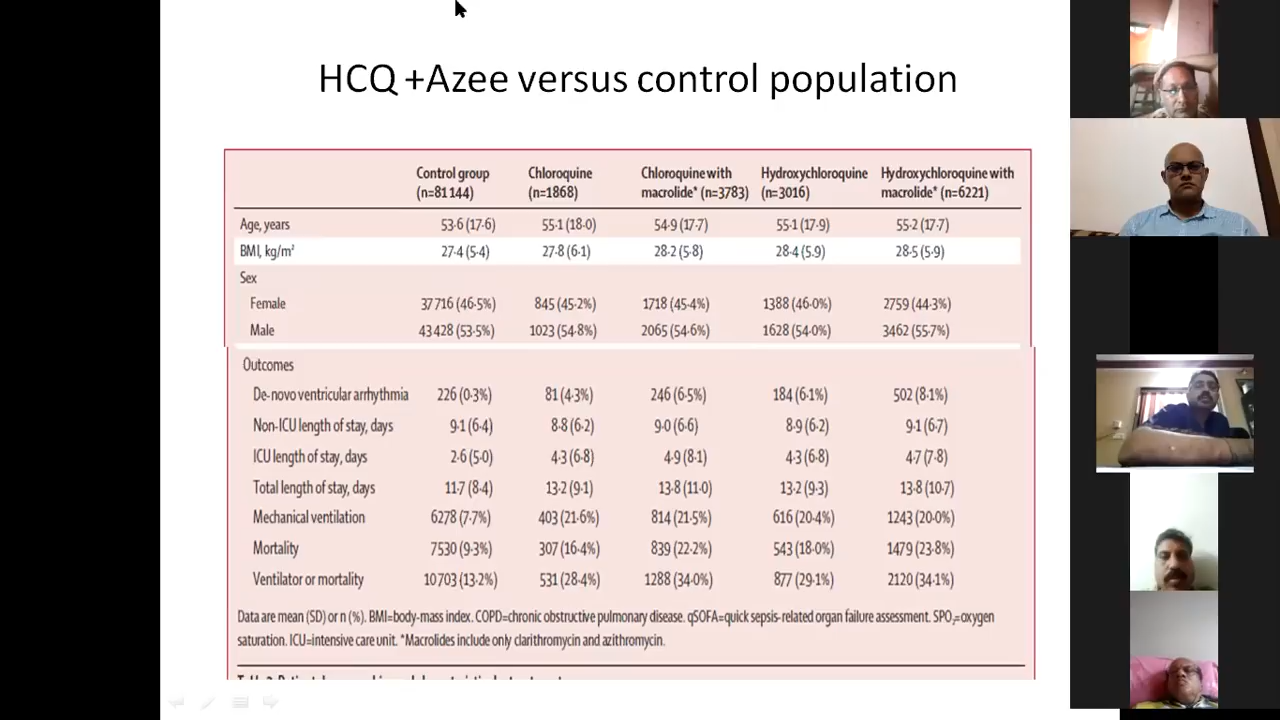 HCQ +Azee versus control population
Control group Chloroquine Chloroquine with Hydroxychloroquine Hydroxychloroquine with
(n=81 144) (n=1868) macrolide* (n=3783) (n=3016) macrolide* (n=6221)
Age, years 53·6 (17·6) 55·1 (18·0) 54·9 (17·7) 55·1 (17·9) 55·2 (17·7)
BMI, kg/m² 27·4 (5·4) 27·8 (6·1) 28·2 (5·8) 28·4 (5·9) 28·5 (5·9)
Sex
Female 37 716 (46·5%) 845 (45·2%) 1718 (45·4%) 1388 (46·0%) 2759 (44·3%)
Male 43 428 (53·5%) 1023 (54·8%) 2065 (54·6%) 1628 (54·0%) 3462 (55·7%)
Outcomes
De-novo ventricular arrhythmia 226 (0·3%) 81 (4·3%) 246 (6·5%) 184 (6·1%) 502 (8·1%)
Non-ICU length of stay, days 9·1 (6·4) 8·8 (6·2) 9·0 (6·6) 8·9 (6·2) 9·1 (6·7)
ICU length of stay, days 2·6 (5·0) 4·3 (6·8) 4·9 (8·1) 4·3 (6·8) 4·7 (7·8)
Total length of stay, days 11·7 (8·4) 13·2 (9·1) 13·8 (11·0) 13·2 (9·3) 13·8 (10·7)
Mechanical ventilation 6278 (7·7%) 403 (21·6%) 814 (21·5%) 616 (20·4%) 1243 (20·0%)
Mortality 7530 (9·3%) 307 (16·4%) 839 (22·2%) 543 (18·0%) 1479 (23·8%)
Ventilator or mortality 10 703 (13·2%) 531 (28·4%) 1288 (34·0%) 877 (29·1%) 2120 (34·1%)
Data are mean (SD) or n (%). BMI=body-mass index. COPD=chronic obstructive pulmonary disease. qSOFA=quick sepsis-related organ failure assessment. SPO₂=oxygen
saturation. ICU=intensive care unit. *Macrolides include only clarithromycin and azithromycin.